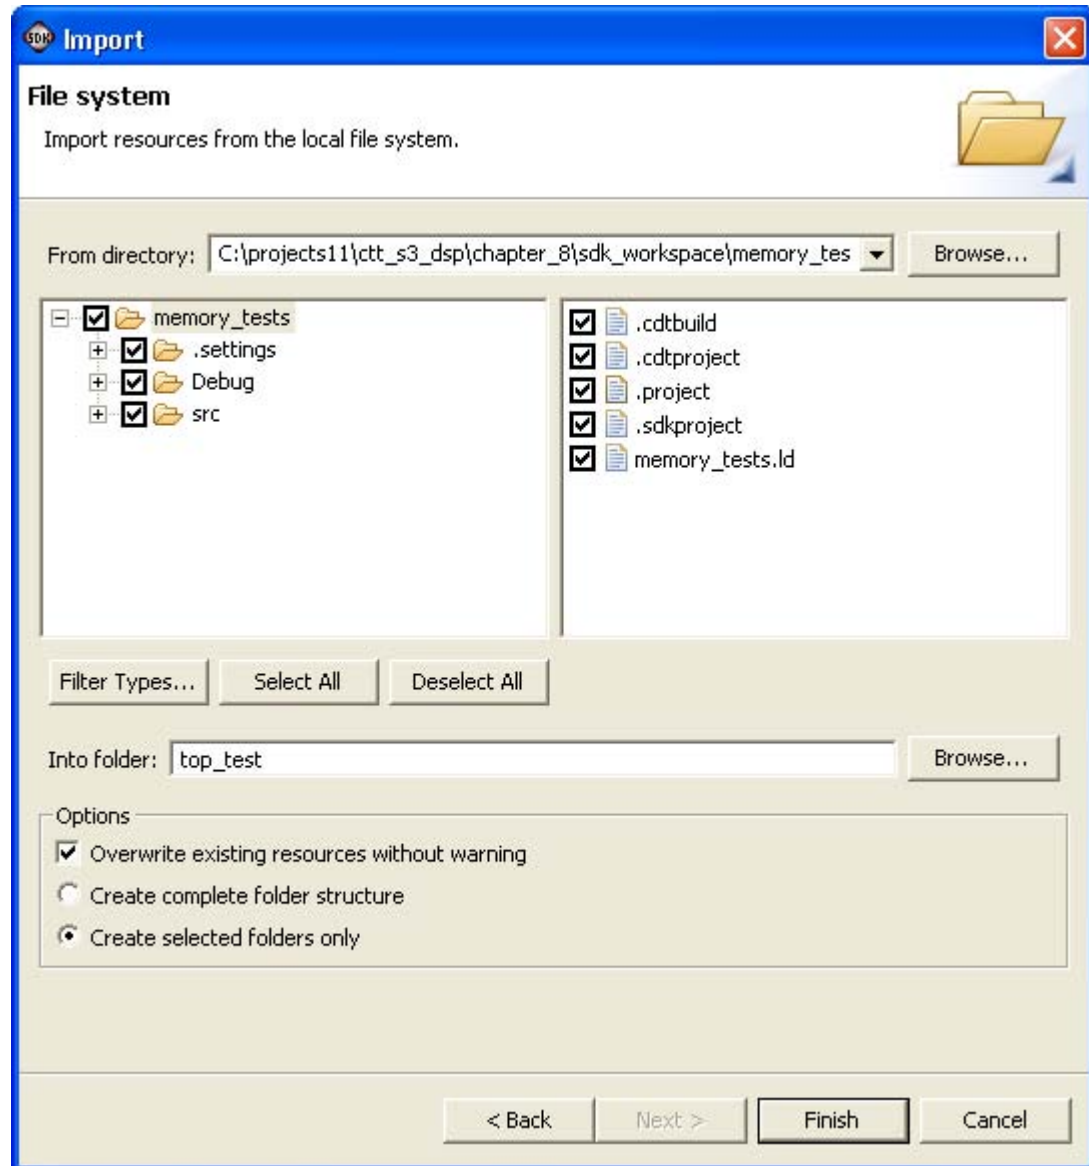 SDK Import
File system
Import resources from the local file system.
From directory: C:\projects11\ctt_s3_dsp\chapter_8\sdk_workspace\memory_tes Browse...
memory_tests
.settings
Debug
src
.cdtbuild
.cdtproject
.project
.sdkproject
memory_tests.ld
Filter Types... Select All Deselect All
Into folder: top_test Browse...
Options
Overwrite existing resources without warning
Create complete folder structure
Create selected folders only
< Back Next > Finish Cancel